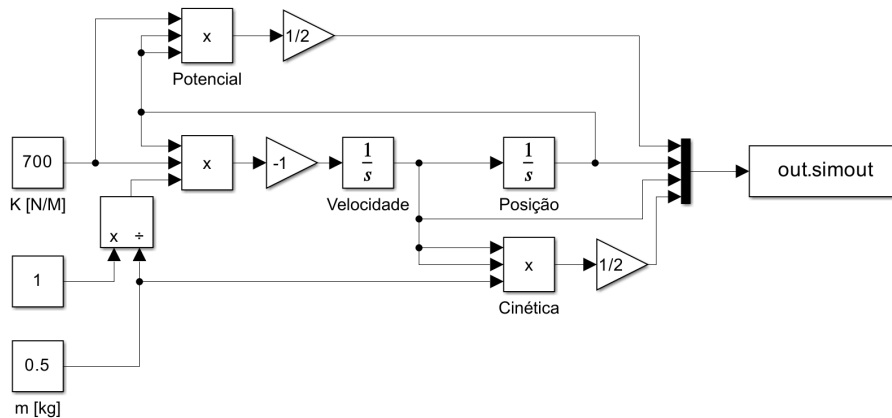 x
1/2
Potencial
700
K [N/M]
x
-1
1
s
Velocidade
1
s
Posição
out.simout
x ÷
1
x
1/2
Cinética
0.5
m [kg]